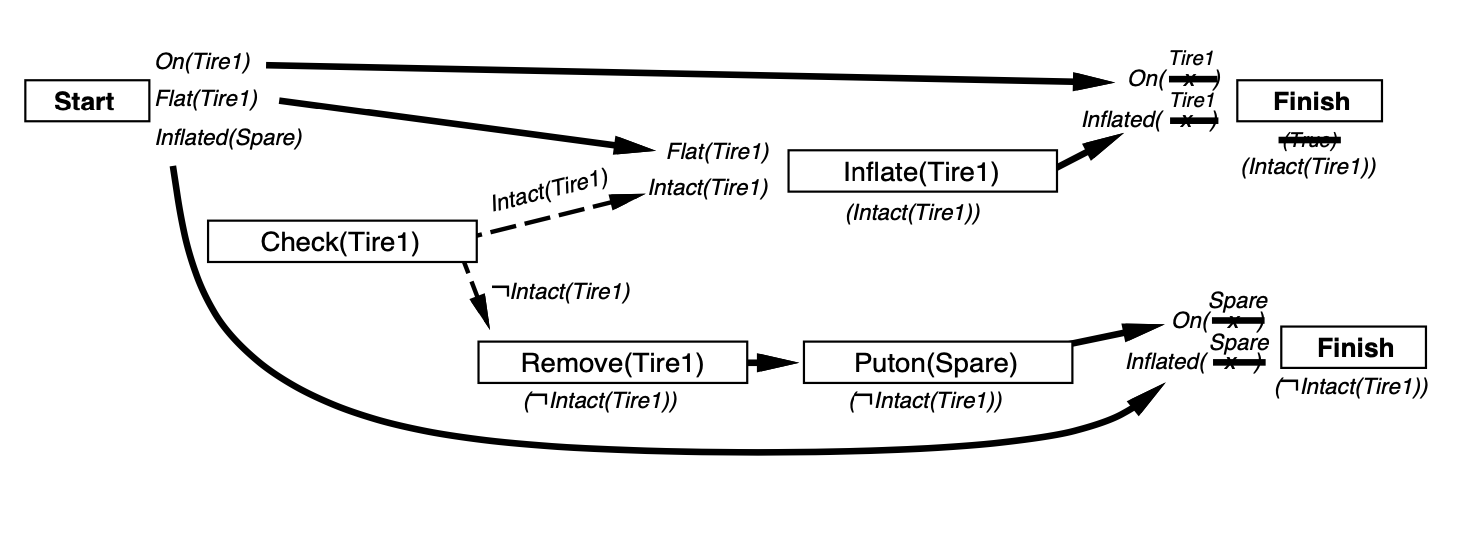 Start
On(Tire1)
Flat(Tire1)
Inflated(Spare)
Tire1
On( x )
Tire1
Inflated( x )
Finish
(True)
(Intact(Tire1))
Flat(Tire1)
Intact(Tire1)
Inflate(Tire1)
(Intact(Tire1))
Intact(Tire1)
Check(Tire1)
¬Intact(Tire1)
Remove(Tire1)
(¬Intact(Tire1))
Puton(Spare)
(¬Intact(Tire1))
Spare
On( x )
Spare
Inflated( x )
Finish
(¬Intact(Tire1))